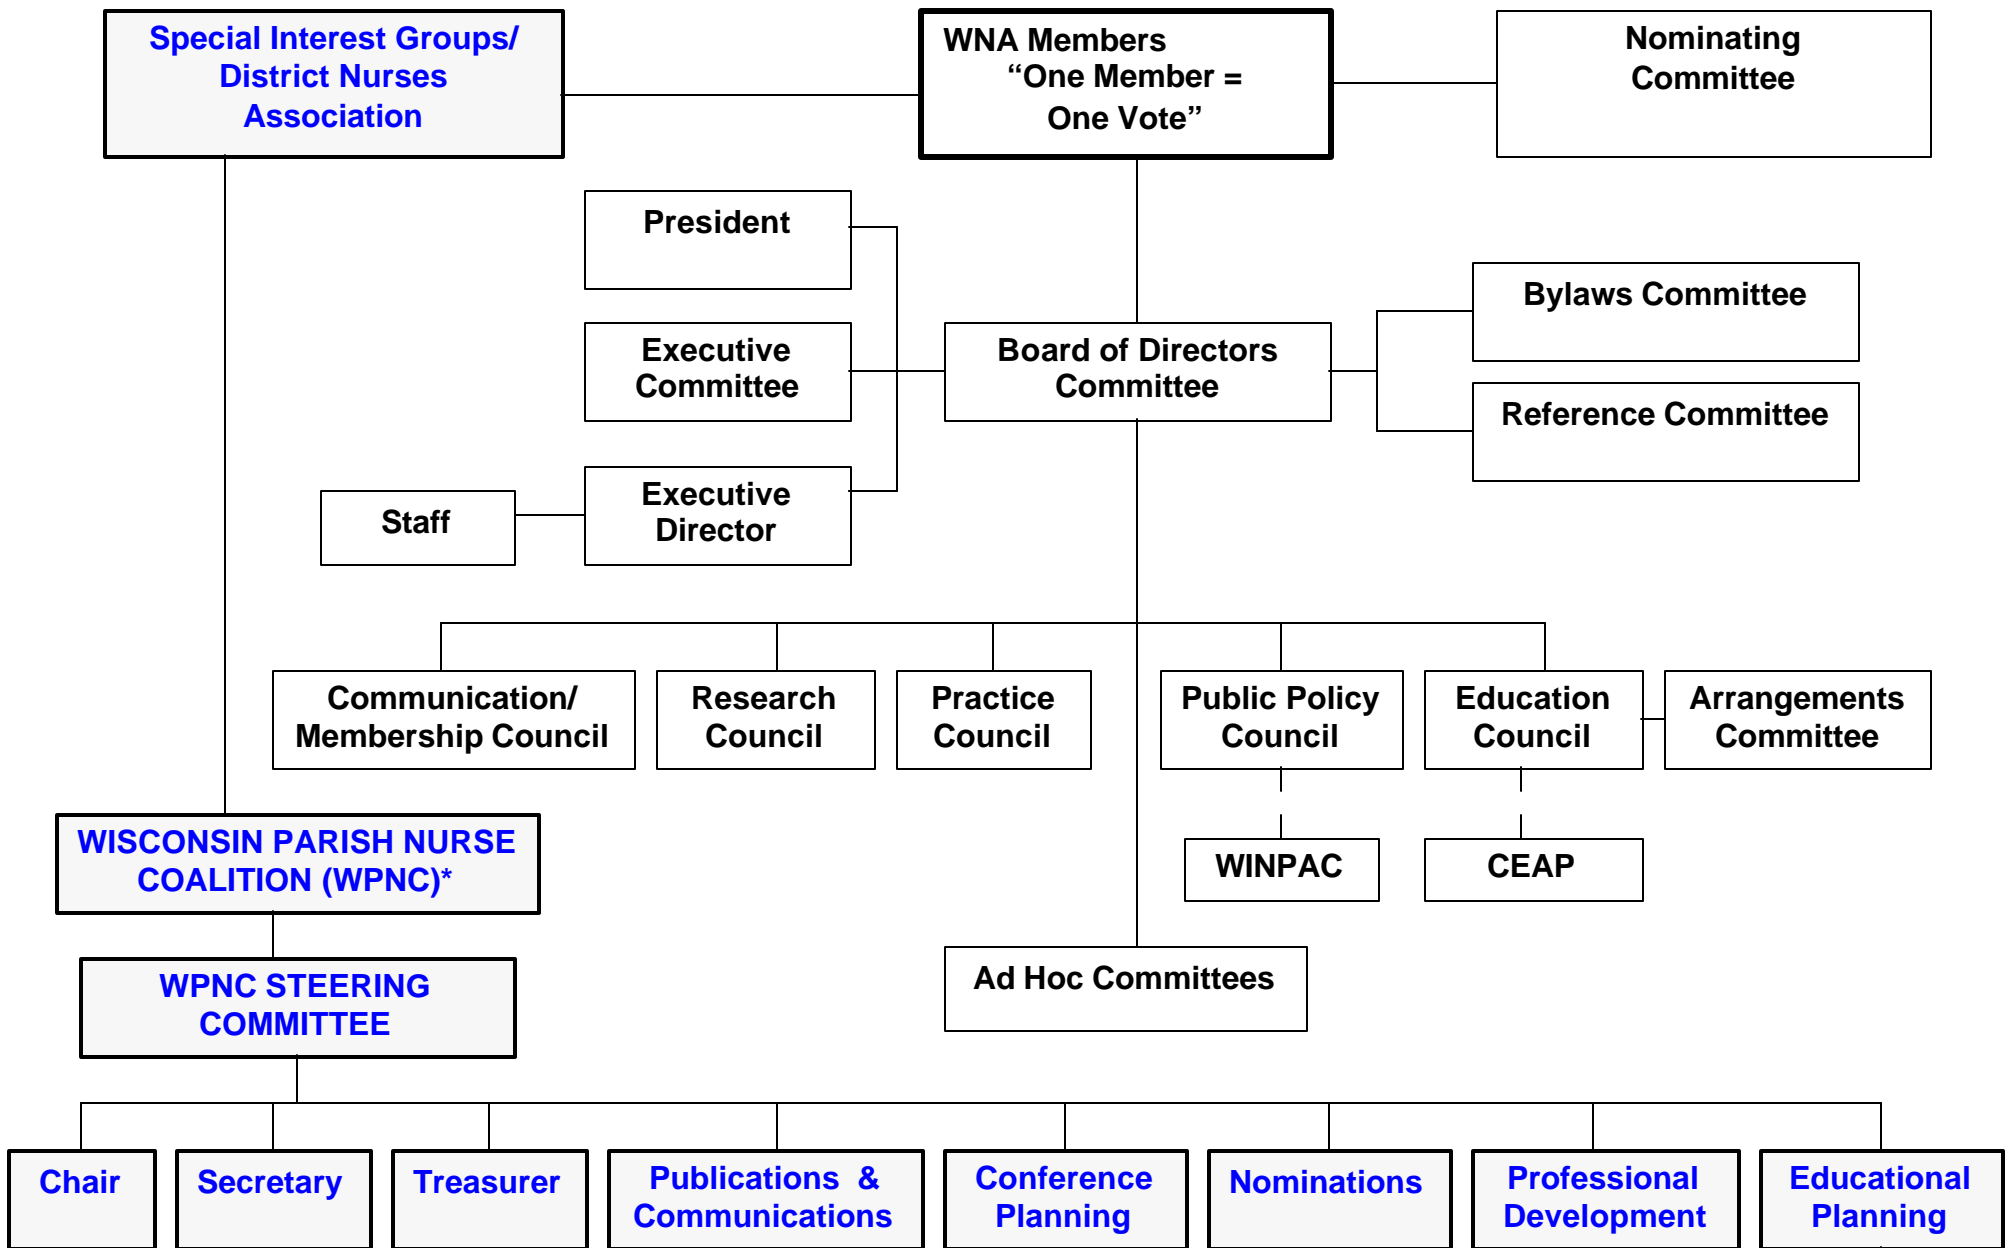 Special Interest Groups/
District Nurses
Association
WNA Members
“One Member =
One Vote”
Nominating
Committee
President
Executive
Committee
Board of Directors
Committee
Bylaws Committee
Reference Committee
Staff
Executive
Director
Communication/
Membership Council
Research
Council
Practice
Council
Public Policy
Council
Education
Council
Arrangements
Committee
WISCONSIN PARISH NURSE
COALITION (WPNC)*
WINPAC
CEAP
WPNC STEERING
COMMITTEE
Ad Hoc Committees
Chair
Secretary
Treasurer
Publications  &
Communications
Conference
Planning
Nominations
Professional
Development
Educational
Planning